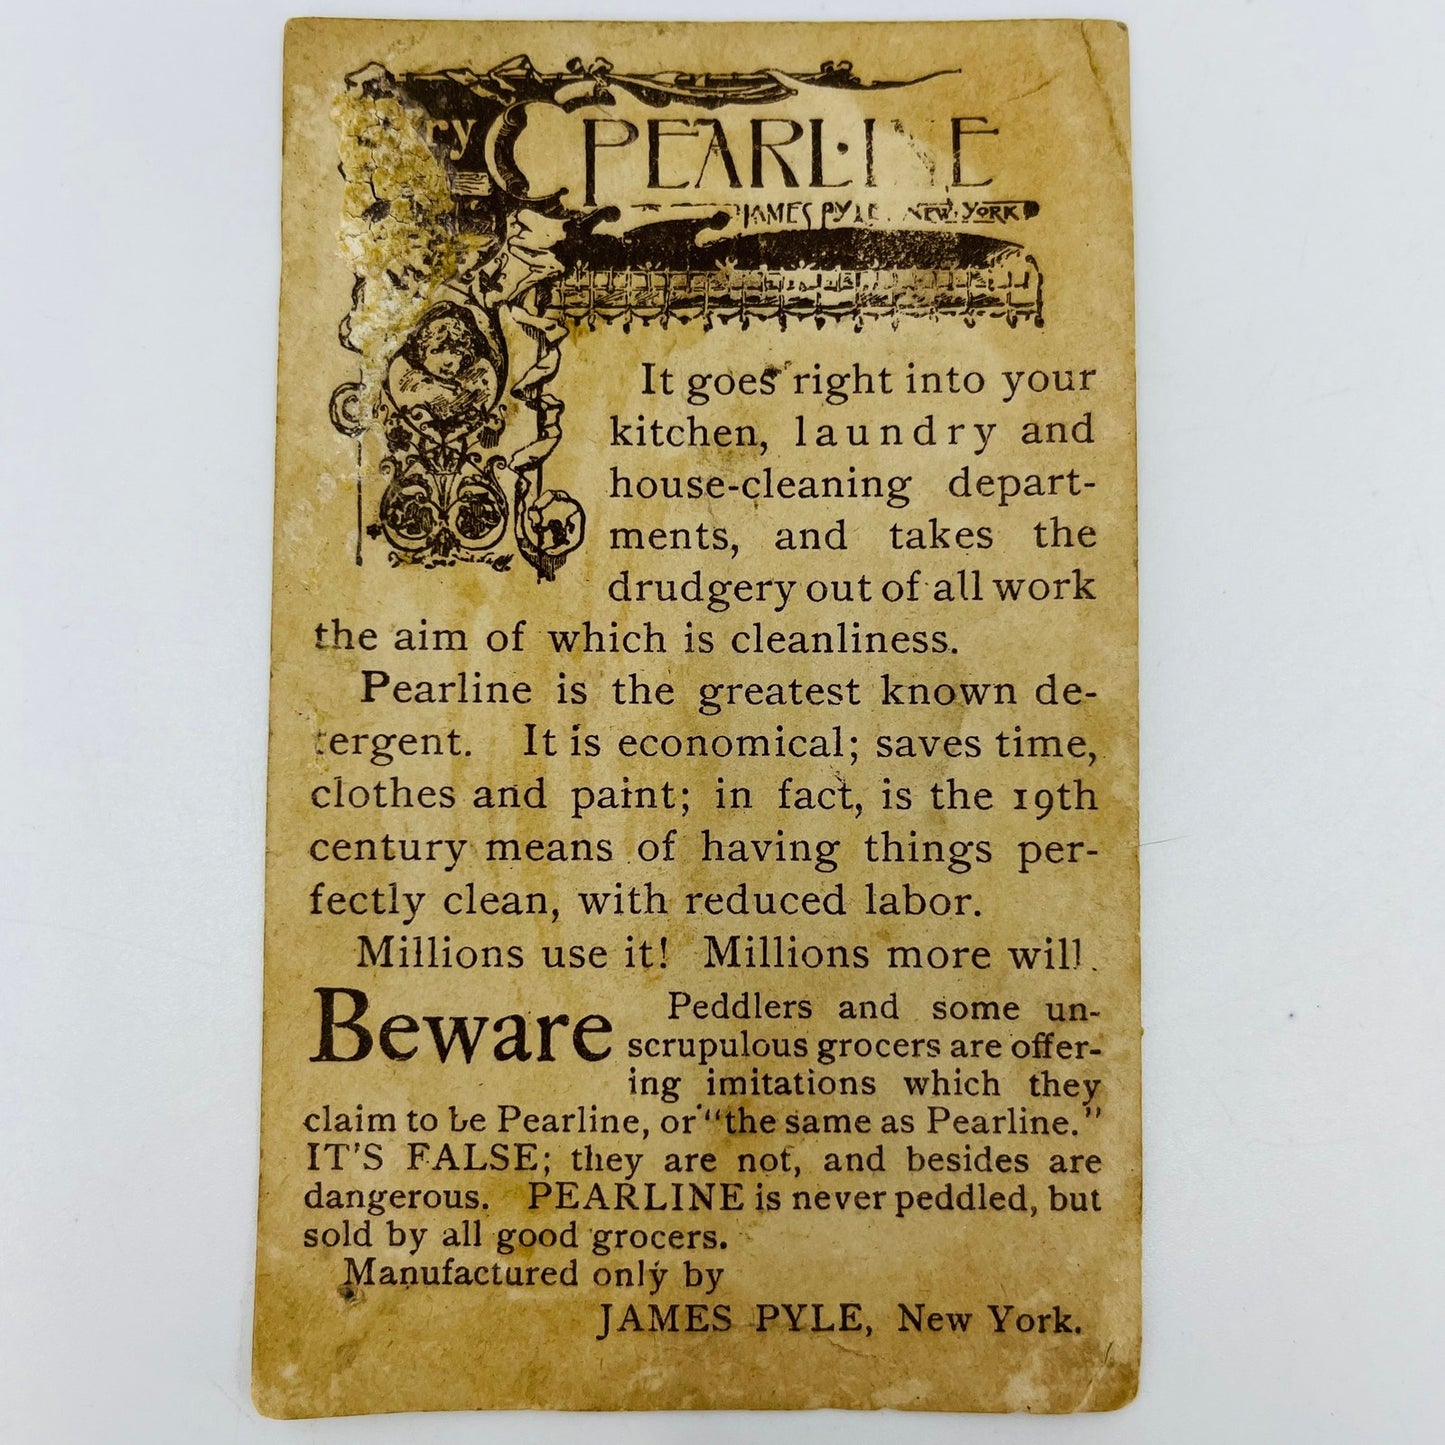 PEARLINE
JAMES PYLE NEW YORK
It goes right into your
kitchen, laundry and
house-cleaning depart-
ments, and takes the
drudgery out of all work
the aim of which is cleanliness.
Pearline is the greatest known de-
tergent. It is economical; saves time,
clothes and paint; in fact, is the 19th
century means of having things per-
fectly clean, with reduced labor.
Millions use it! Millions more will.
Beware Peddlers and some un-
scrupulous grocers are offer-
ing imitations which they
claim to be Pearline, or "the same as Pearline."
IT'S FALSE; they are not, and besides are
dangerous. PEARLINE is never peddled, but
sold by all good grocers.
Manufactured only by
JAMES PYLE, New York.